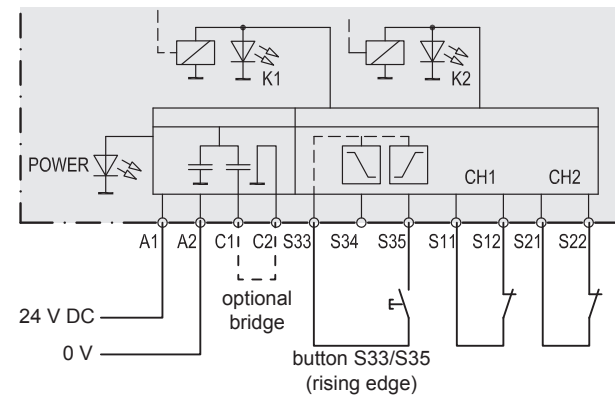 K1
K2
POWER
CH1
CH2
A1 A2 C1 C2 S33 S34 S35 S11 S12 S21 S22
optional
bridge
24 V DC
0 V
button S33/S35
(rising edge)